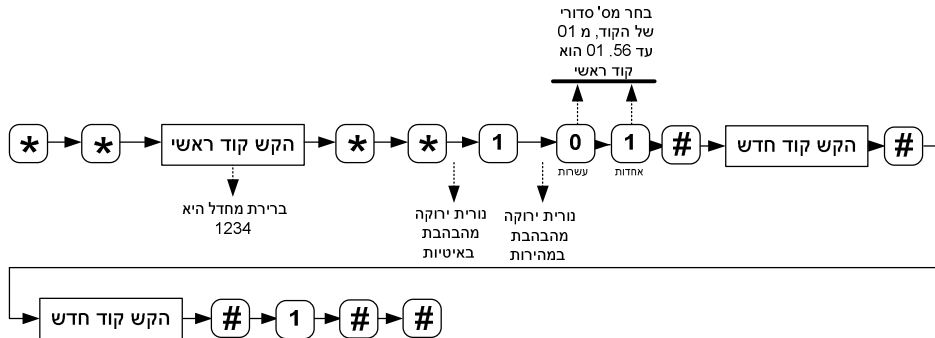 בחר מס' סדורי
של הקוד, מ 01
עד 56. 01 הוא
קוד ראשי
* * הקש קוד ראשי * * 1 0 1 # הקש קוד חדש #
עשרות אחדות
ברירת מחדל היא
1234
נורית ירוקה
מהבהבת
באיטיות
נורית ירוקה
מהבהבת
במהירות
הקש קוד חדש # 1 # #